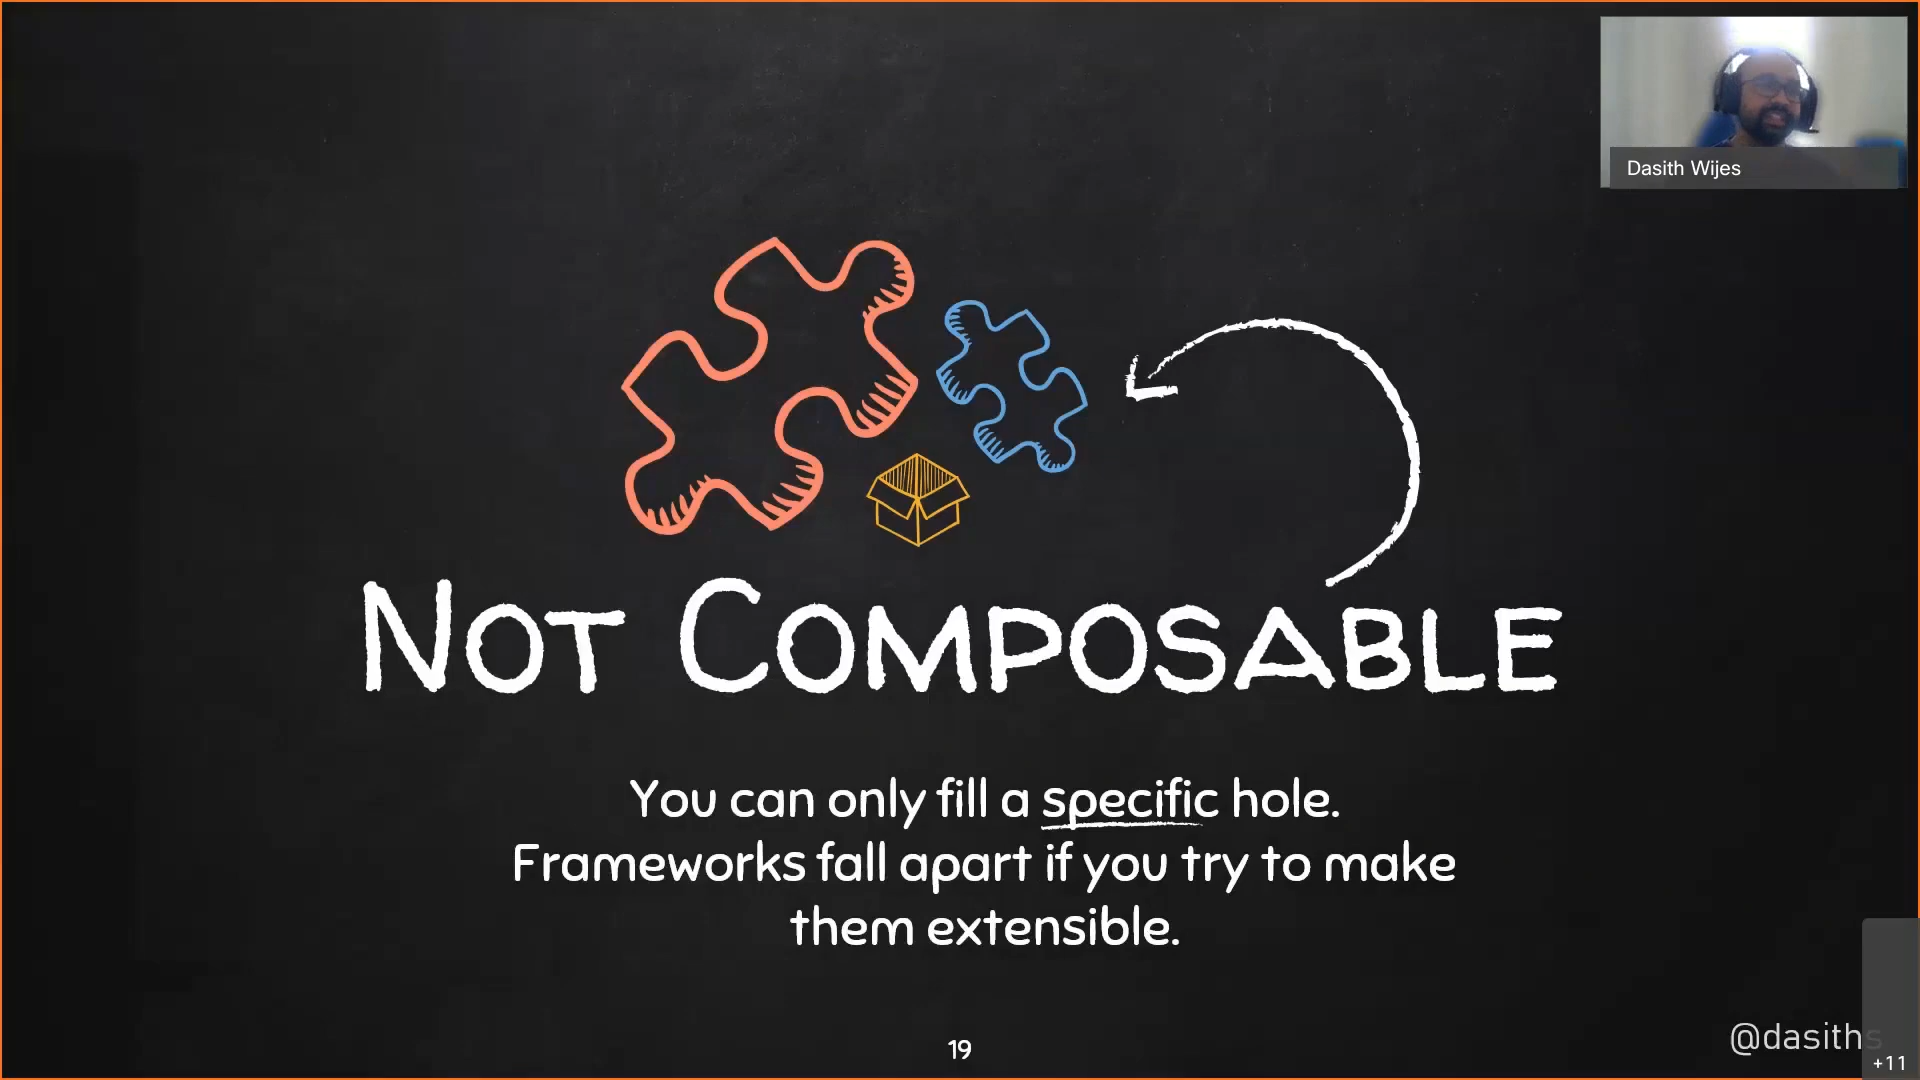 Dasith Wijes
Not Composable
You can only fill a specific hole.
Frameworks fall apart if you try to make
them extensible.
19
@dasiths
+11